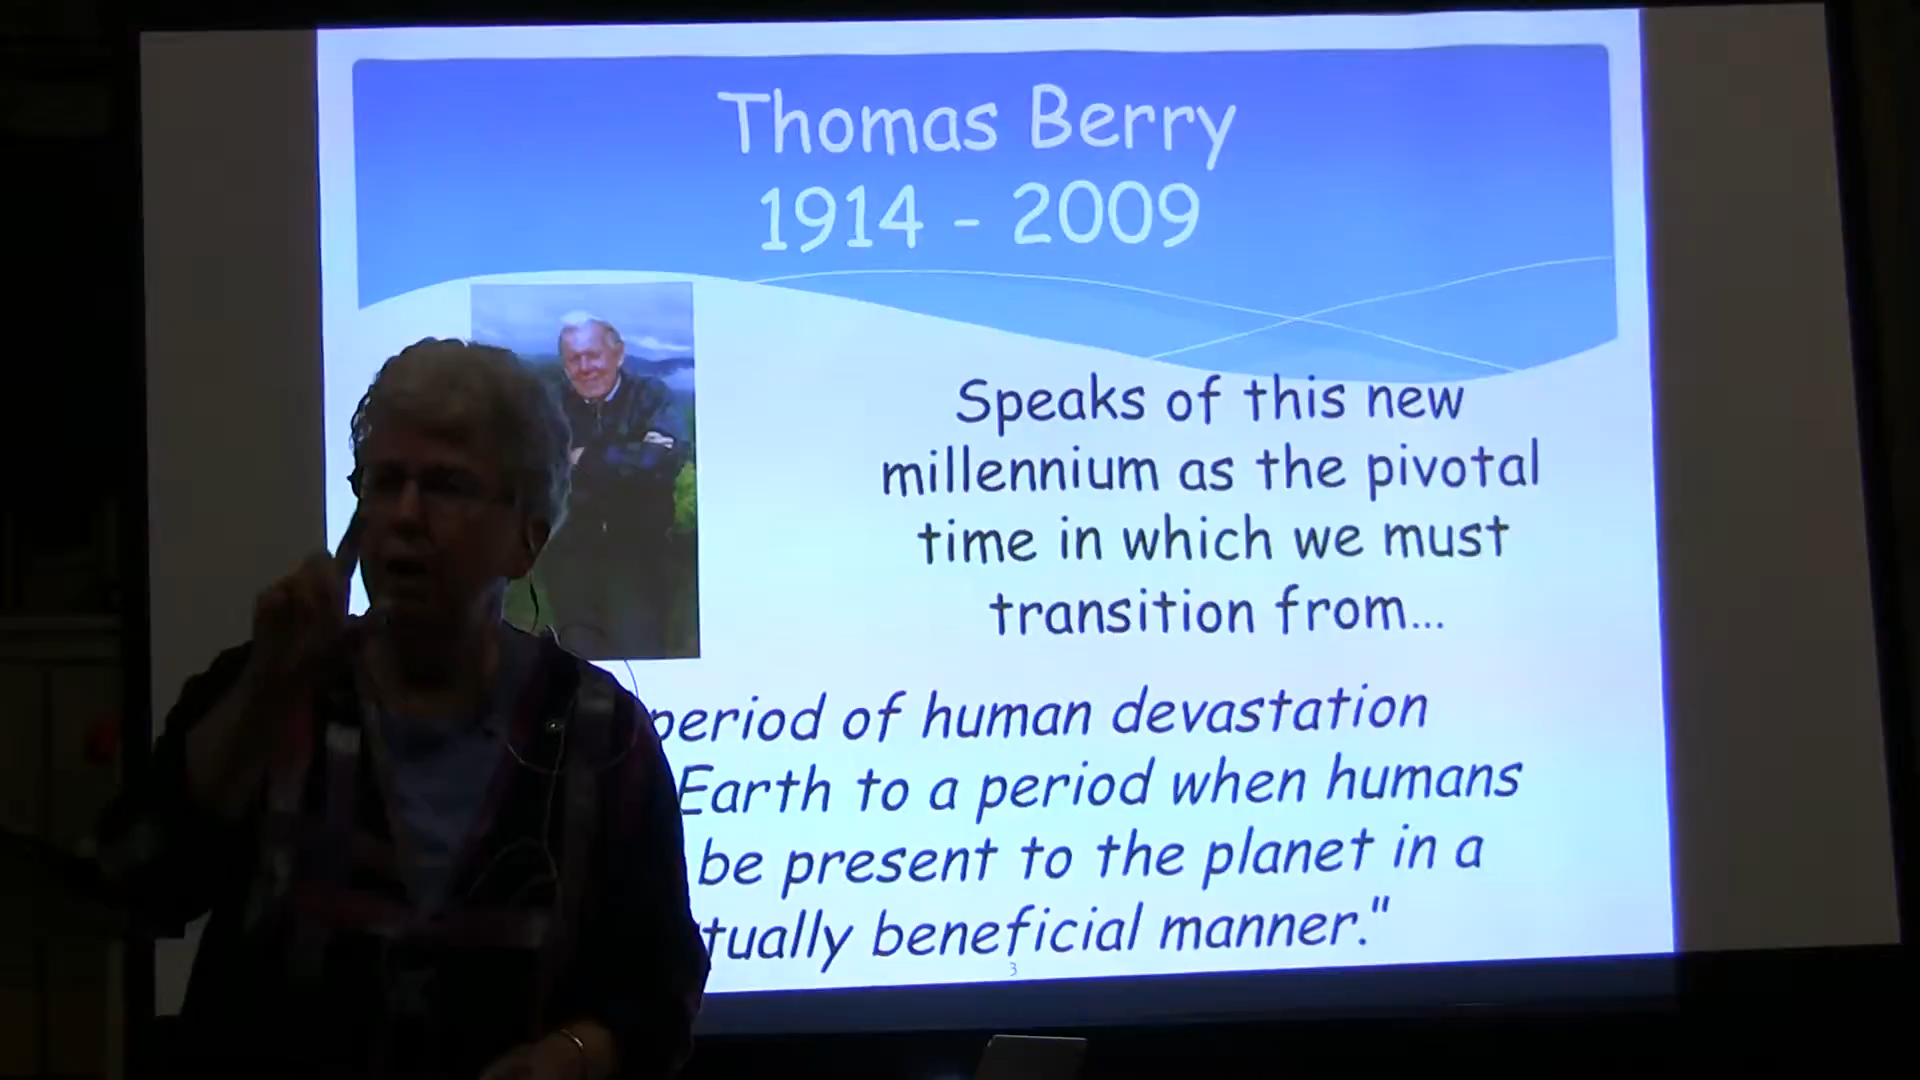 Thomas Berry
1914 - 2009
Speaks of this new
millennium as the pivotal
time in which we must
transition from...
period of human devastation
Earth to a period when humans
be present to the planet in a
tually beneficial manner."
3